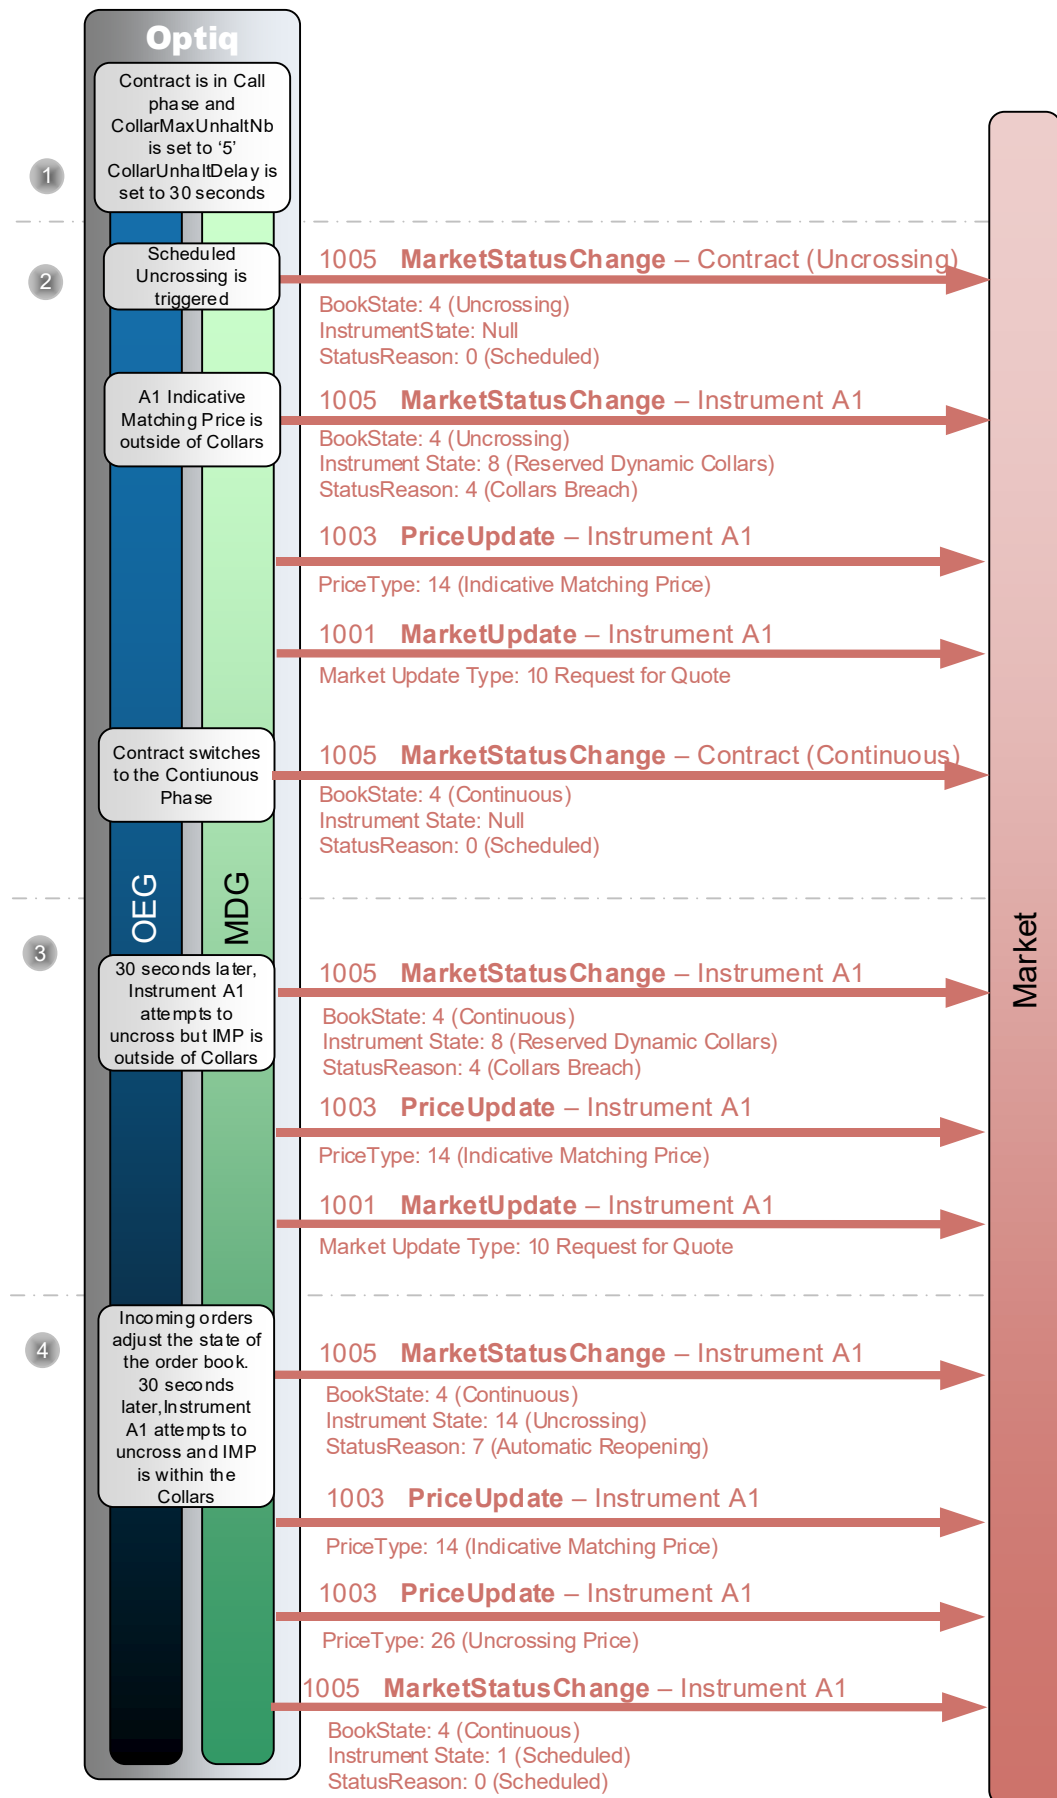 Optiq
Contract is in Call
phase and
CollarMaxUnhaltNb
is set to ‘5’
CollarUnhaltDelay is
set to 30 seconds
1
2
Scheduled
Uncrossing is
triggered
1005 MarketStatusChange – Contract (Uncrossing)
BookState: 4 (Uncrossing)
InstrumentState: Null
StatusReason: 0 (Scheduled)
A1 Indicative
Matching Price is
outside of Collars
1005 MarketStatusChange – Instrument A1
BookState: 4 (Uncrossing)
Instrument State: 8 (Reserved Dynamic Collars)
StatusReason: 4 (Collars Breach)
1003 PriceUpdate – Instrument A1
PriceType: 14 (Indicative Matching Price)
1001 MarketUpdate – Instrument A1
Market Update Type: 10 Request for Quote
Contract switches
to the Contiunous
Phase
1005 MarketStatusChange – Contract (Continuous)
BookState: 4 (Continuous)
Instrument State: Null
StatusReason: 0 (Scheduled)
OEG
MDG
Market
3
30 seconds later,
Instrument A1
attempts to
uncross but IMP is
outside of Collars
1005 MarketStatusChange – Instrument A1
BookState: 4 (Continuous)
Instrument State: 8 (Reserved Dynamic Collars)
StatusReason: 4 (Collars Breach)
1003 PriceUpdate – Instrument A1
PriceType: 14 (Indicative Matching Price)
1001 MarketUpdate – Instrument A1
Market Update Type: 10 Request for Quote
4
Incoming orders
adjust the state of
the order book.
30 seconds
later,Instrument
A1 attempts to
uncross and IMP
is within the
Collars
1005 MarketStatusChange – Instrument A1
BookState: 4 (Continuous)
Instrument State: 14 (Uncrossing)
StatusReason: 7 (Automatic Reopening)
1003 PriceUpdate – Instrument A1
PriceType: 14 (Indicative Matching Price)
1003 PriceUpdate – Instrument A1
PriceType: 26 (Uncrossing Price)
1005 MarketStatusChange – Instrument A1
BookState: 4 (Continuous)
Instrument State: 1 (Scheduled)
StatusReason: 0 (Scheduled)